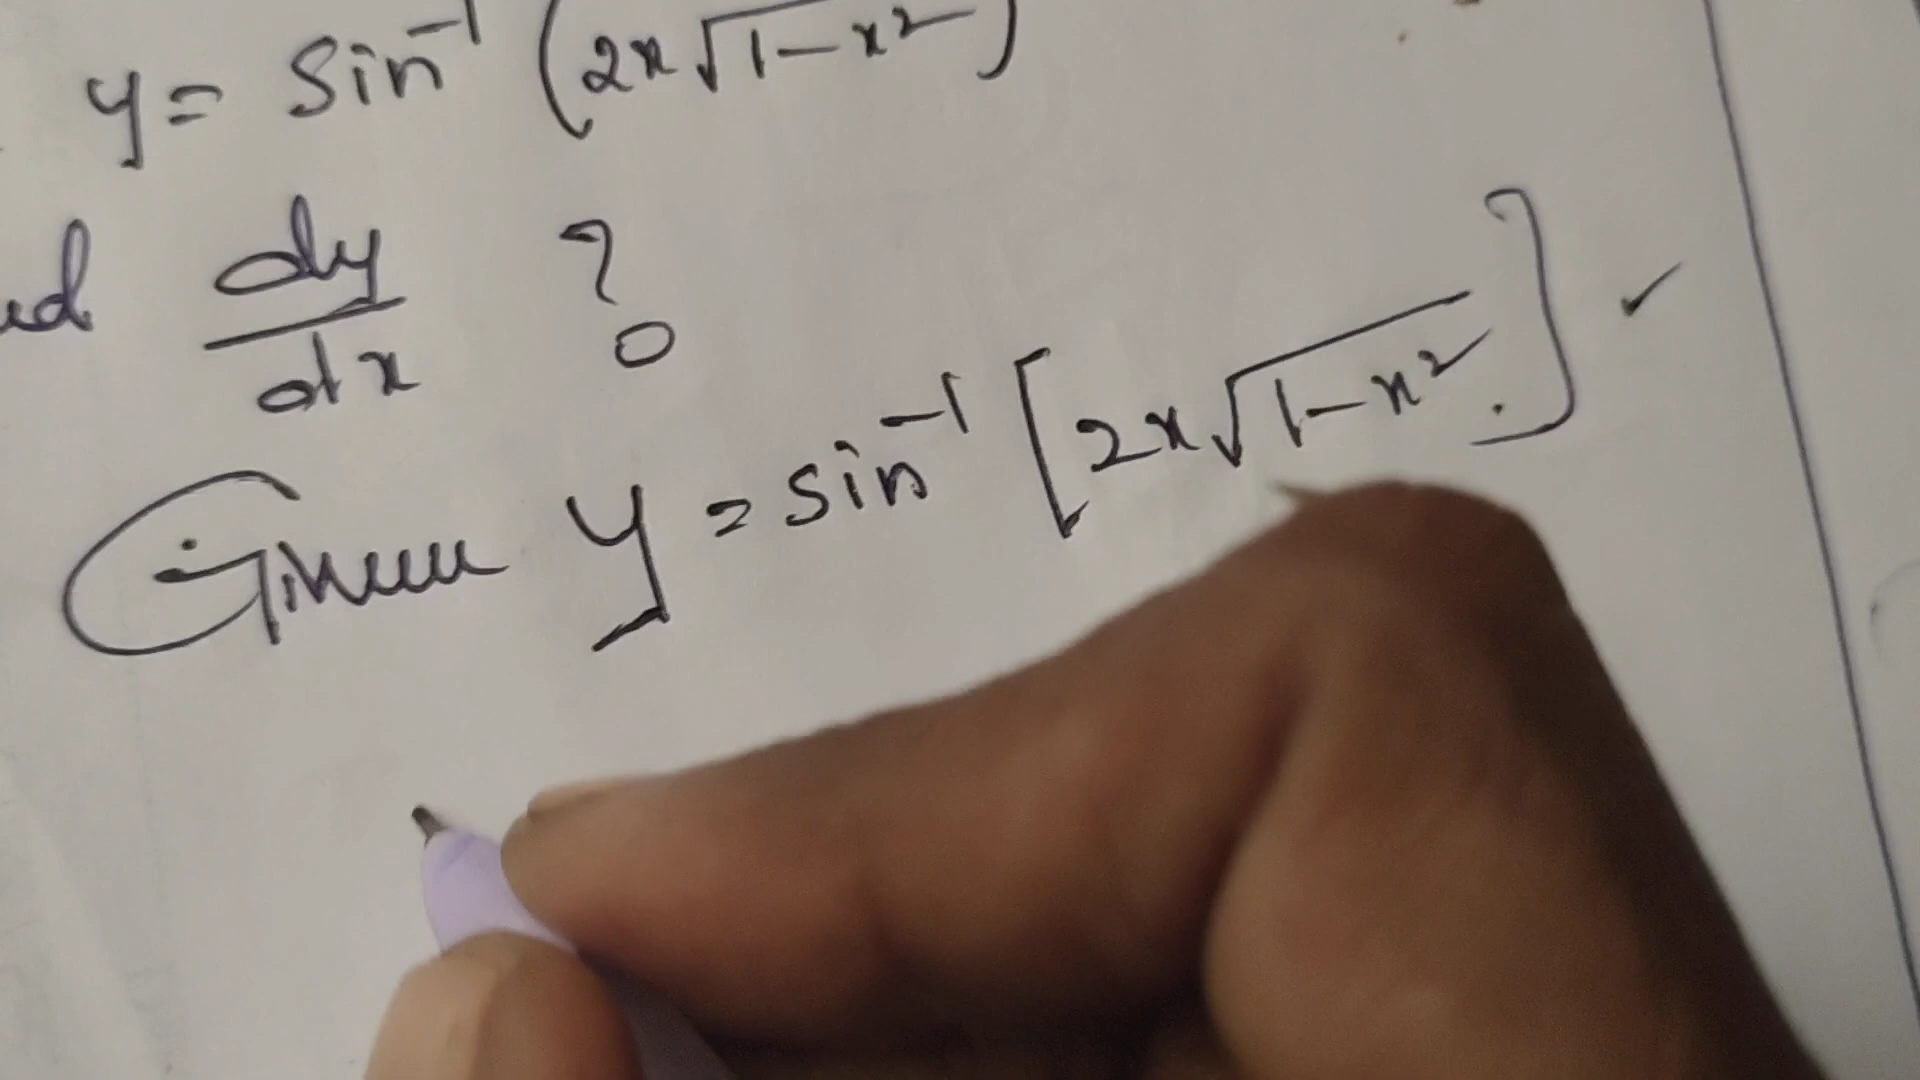 y = sin⁻¹ (2x√1-x²)
dy/dx ?
Given y = sin⁻¹ [2x√1-x²] ✓